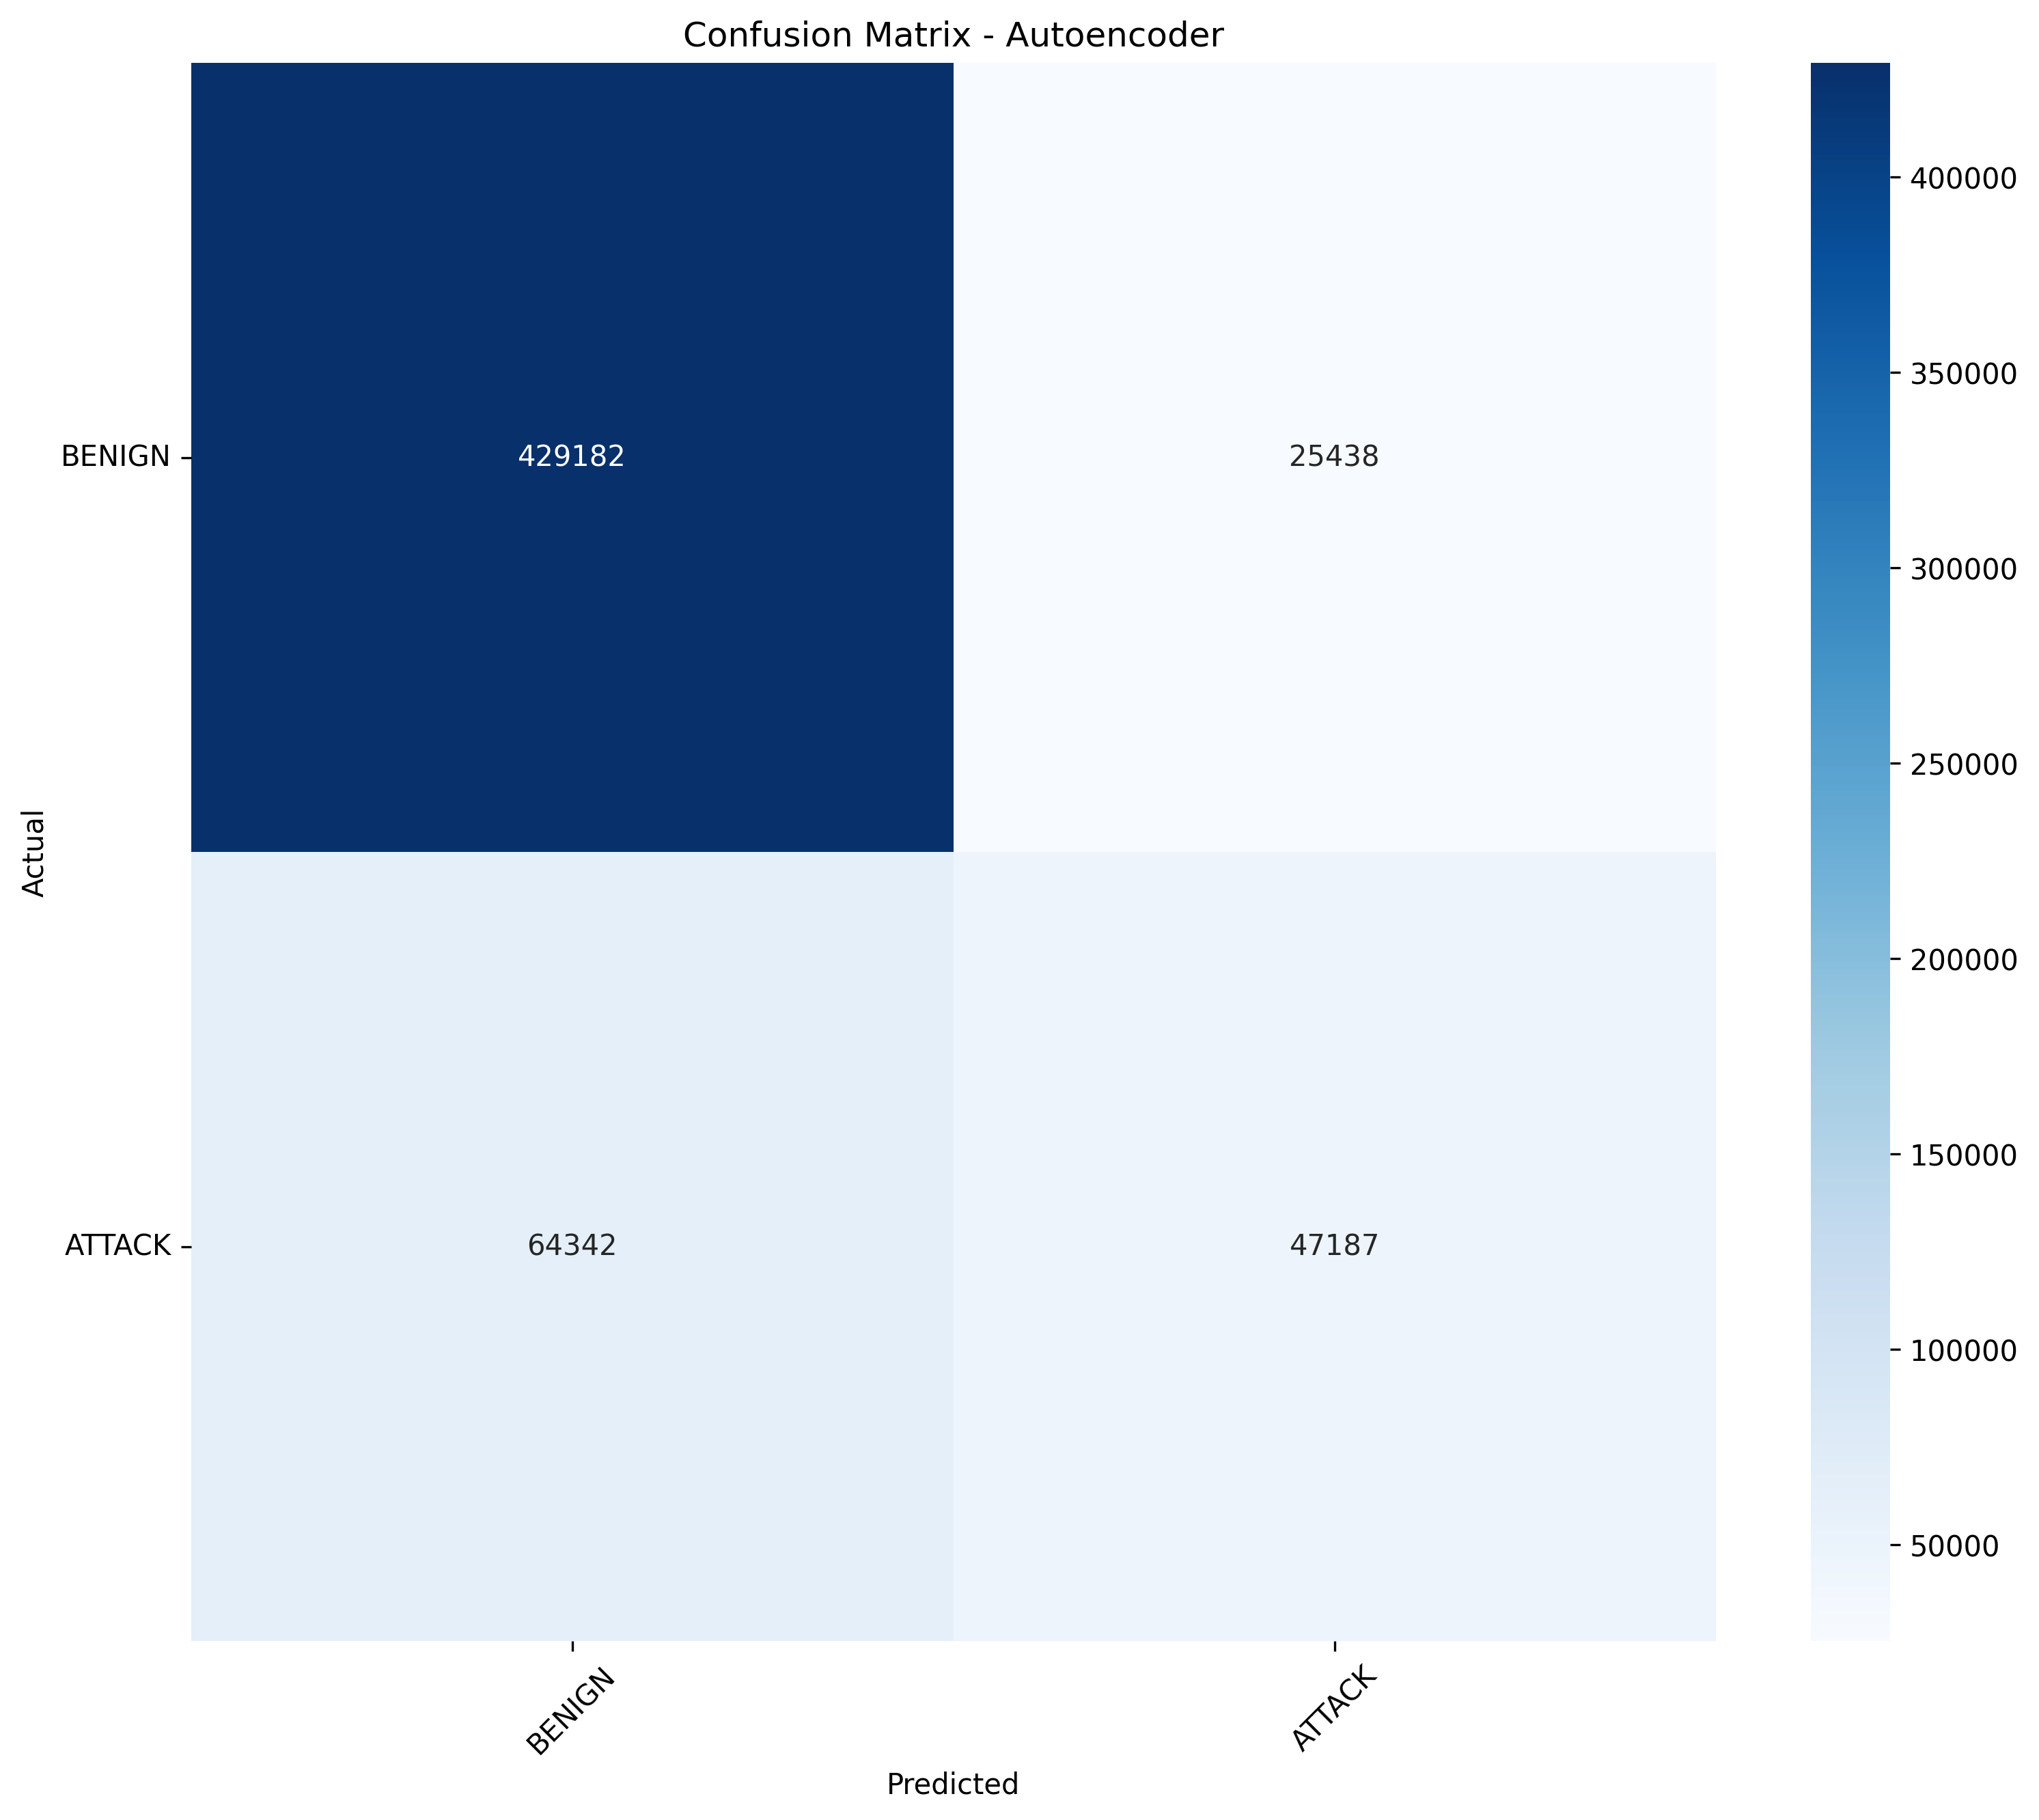 Confusion Matrix - Autoencoder
Actual
BENIGN
429182
25438
ATTACK
64342
47187
BENIGN
ATTACK
Predicted
400000
350000
300000
250000
200000
150000
100000
50000